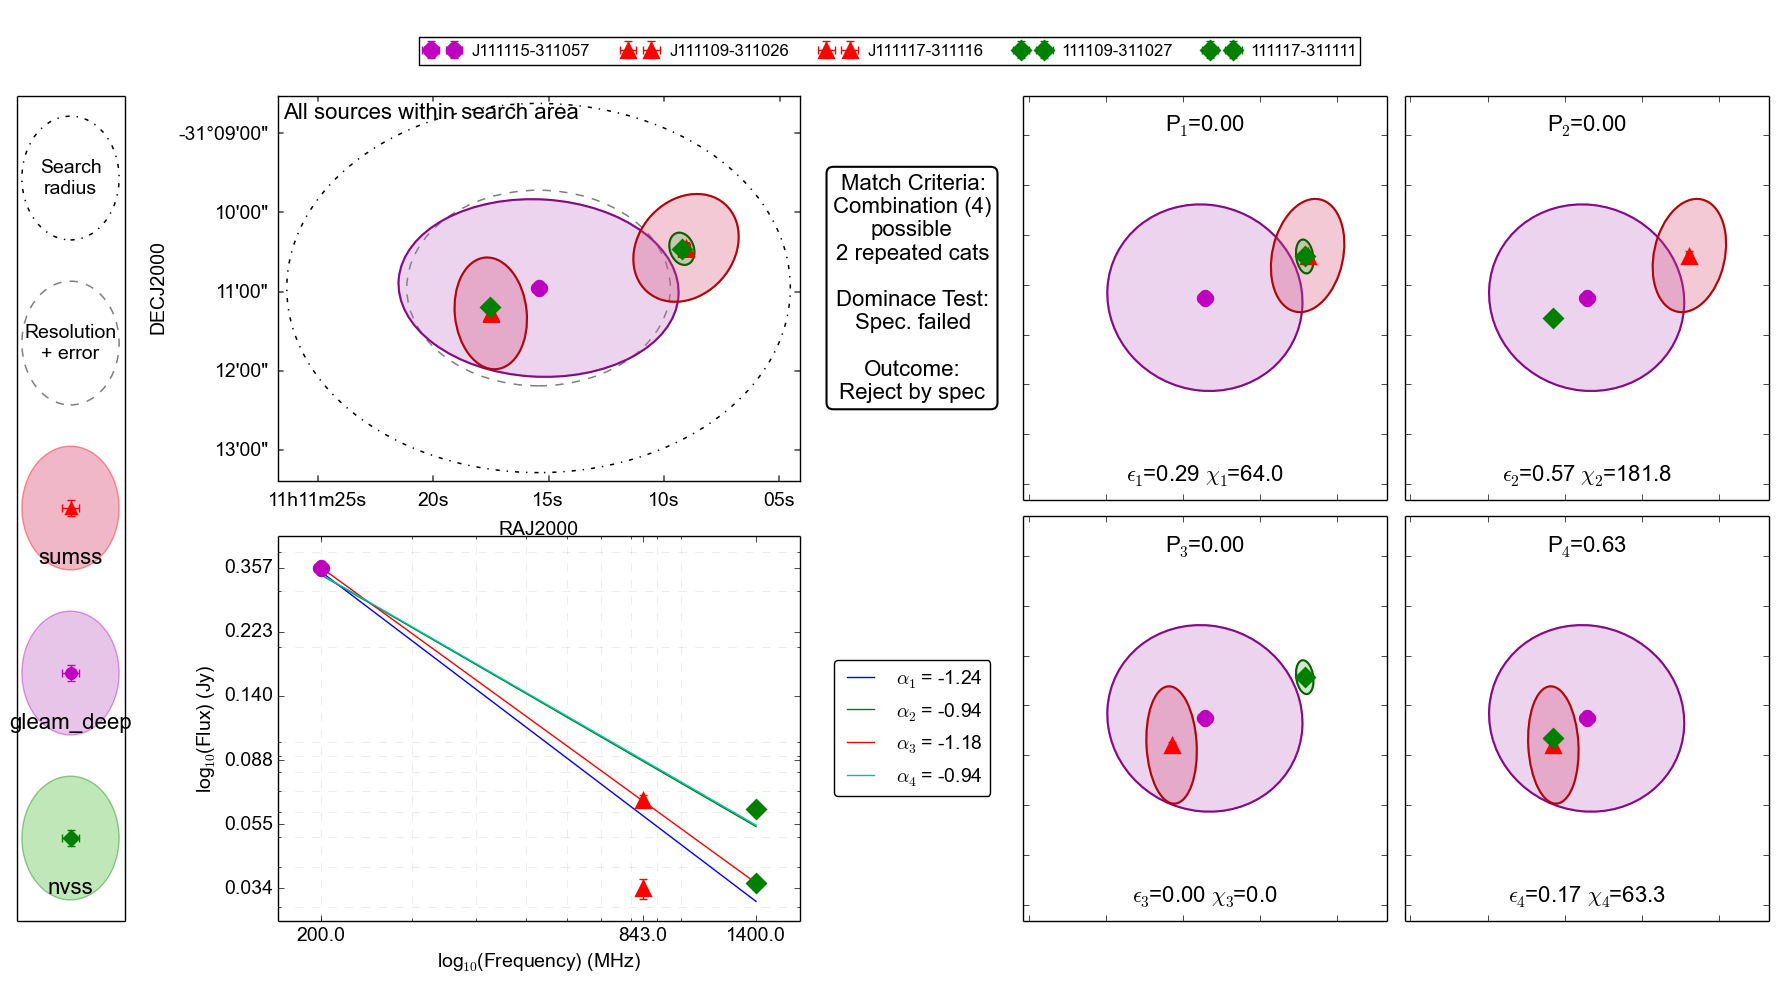 J111115-311057 J111109-311026 J111117-311116 111109-311027 111117-311111
Search
radius
Resolution
+ error
sumss
gleam_deep
nvss
All sources within search area
DECJ2000
-31°09'00"
10'00"
11'00"
12'00"
13'00"
11h11m25s 20s 15s 10s 05s
RAJ2000
Match Criteria:
Combination (4)
possible
2 repeated cats
Dominace Test:
Spec. failed
Outcome:
Reject by spec
P1=0.00
ϵ1=0.29 χ1=64.0
P2=0.00
ϵ2=0.57 χ2=181.8
log10(Flux) (Jy)
0.357
0.223
0.140
0.088
0.055
0.034
200.0 843.0 1400.0
log10(Frequency) (MHz)
α1 = -1.24
α2 = -0.94
α3 = -1.18
α4 = -0.94
P3=0.00
ϵ3=0.00 χ3=0.0
P4=0.63
ϵ4=0.17 χ4=63.3